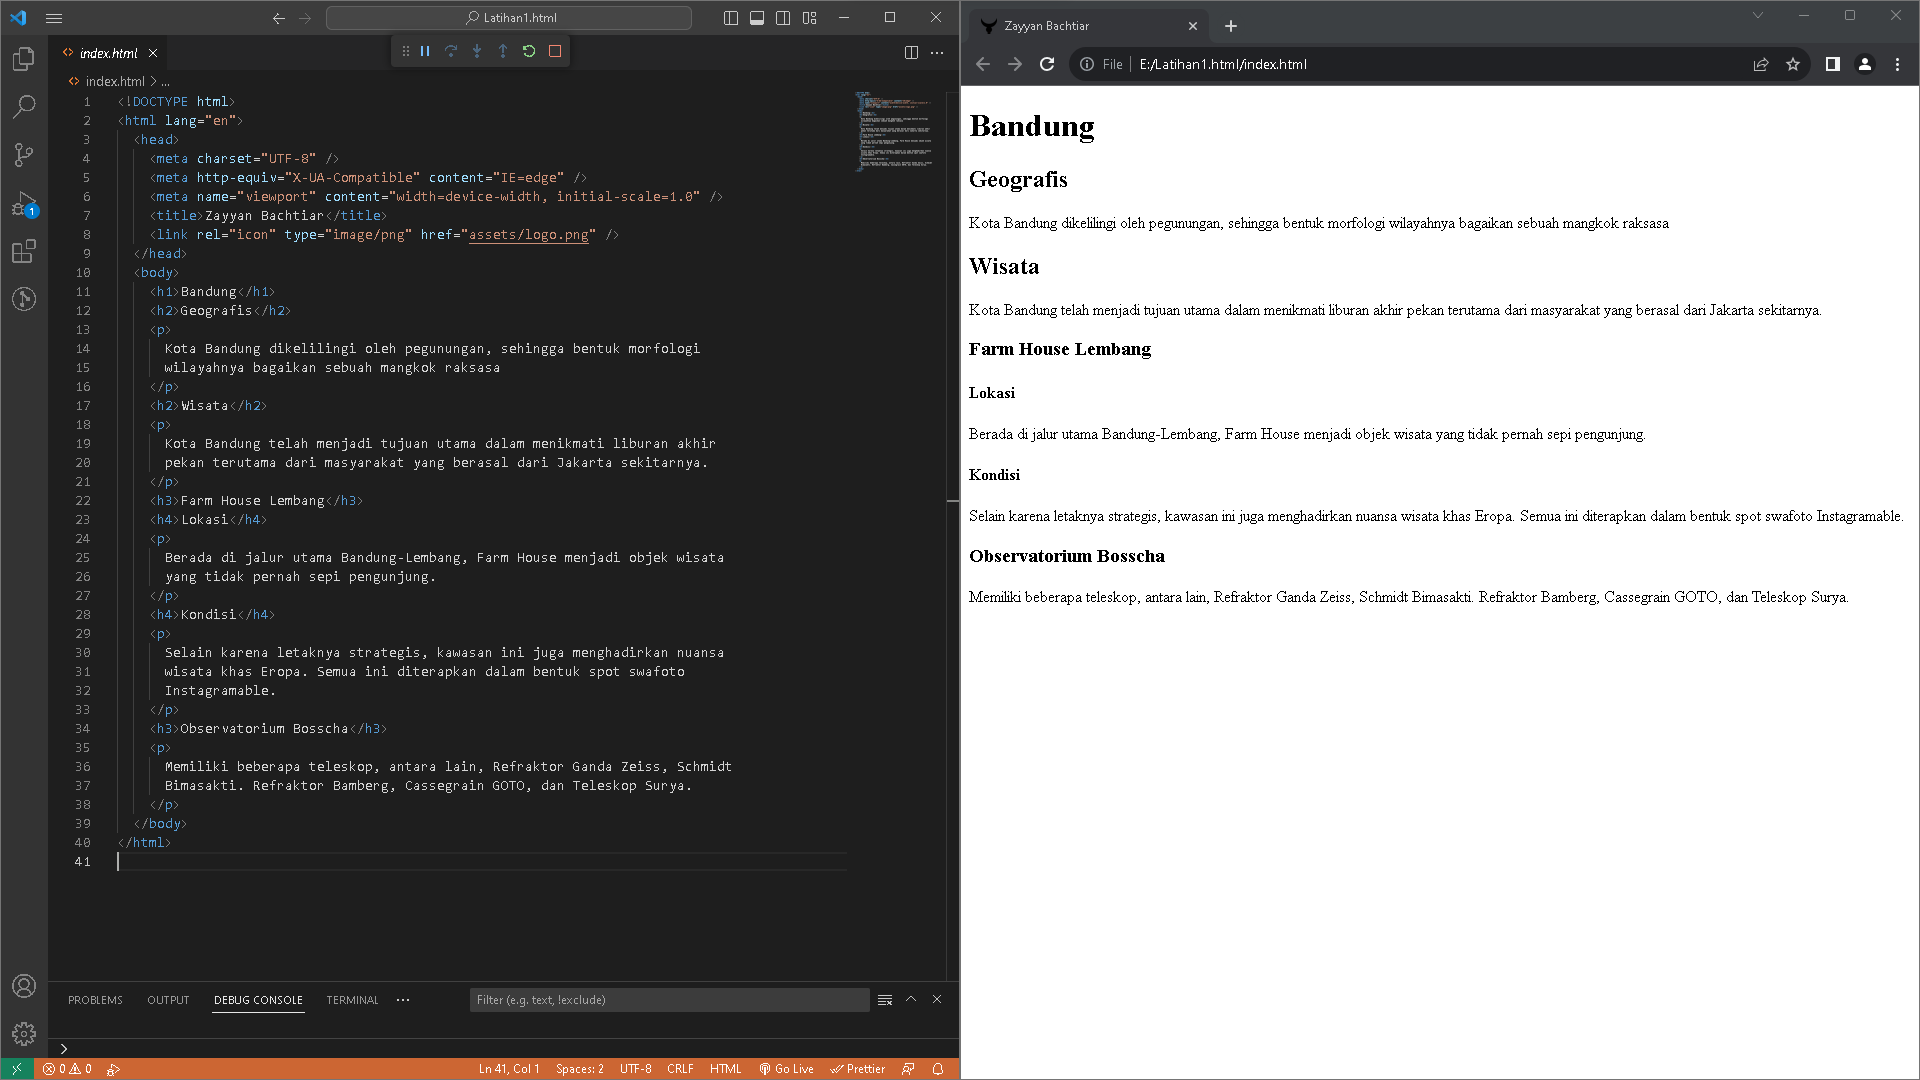 Latihan1.html
index.html
index.html > ...
1 <!DOCTYPE html>
2 <html lang="en">
3 <head>
4 <meta charset="UTF-8" />
5 <meta http-equiv="X-UA-Compatible" content="IE=edge" />
6 <meta name="viewport" content="width=device-width, initial-scale=1.0" />
7 <title>Zayyan Bachtiar</title>
8 <link rel="icon" type="image/png" href="assets/logo.png" />
9 </head>
10 <body>
11 <h1>Bandung</h1>
12 <h2>Geografis</h2>
13 <p>
14 Kota Bandung dikelilingi oleh pegunungan, sehingga bentuk morfologi
15 wilayahnya bagaikan sebuah mangkok raksasa
16 </p>
17 <h2>Wisata</h2>
18 <p>
19 Kota Bandung telah menjadi tujuan utama dalam menikmati liburan akhir
20 pekan terutama dari masyarakat yang berasal dari Jakarta sekitarnya.
21 </p>
22 <h3>Farm House Lembang</h3>
23 <h4>Lokasi</h4>
24 <p>
25 Berada di jalur utama Bandung-Lembang, Farm House menjadi objek wisata
26 yang tidak pernah sepi pengunjung.
27 </p>
28 <h4>Kondisi</h4>
29 <p>
30 Selain karena letaknya strategis, kawasan ini juga menghadirkan nuansa
31 wisata khas Eropa. Semua ini diterapkan dalam bentuk spot swafoto
32 Instagramable.
33 </p>
34 <h3>Observatorium Bosscha</h3>
35 <p>
36 Memiliki beberapa teleskop, antara lain, Refraktor Ganda Zeiss, Schmidt
37 Bimasakti. Refraktor Bamberg, Cassegrain GOTO, dan Teleskop Surya.
38 </p>
39 </body>
40 </html>
41
1
PROBLEMS OUTPUT DEBUG CONSOLE TERMINAL ...
Filter (e.g. text, !exclude)
0 0 Ln 41, Col 1 Spaces: 2 UTF-8 CRLF HTML Go Live Prettier
Zayyan Bachtiar
File | E:/Latihan1.html/index.html
Bandung
Geografis
Kota Bandung dikelilingi oleh pegunungan, sehingga bentuk morfologi wilayahnya bagaikan sebuah mangkok raksasa
Wisata
Kota Bandung telah menjadi tujuan utama dalam menikmati liburan akhir pekan terutama dari masyarakat yang berasal dari Jakarta sekitarnya.
Farm House Lembang
Lokasi
Berada di jalur utama Bandung-Lembang, Farm House menjadi objek wisata yang tidak pernah sepi pengunjung.
Kondisi
Selain karena letaknya strategis, kawasan ini juga menghadirkan nuansa wisata khas Eropa. Semua ini diterapkan dalam bentuk spot swafoto Instagramable.
Observatorium Bosscha
Memiliki beberapa teleskop, antara lain, Refraktor Ganda Zeiss, Schmidt Bimasakti. Refraktor Bamberg, Cassegrain GOTO, dan Teleskop Surya.